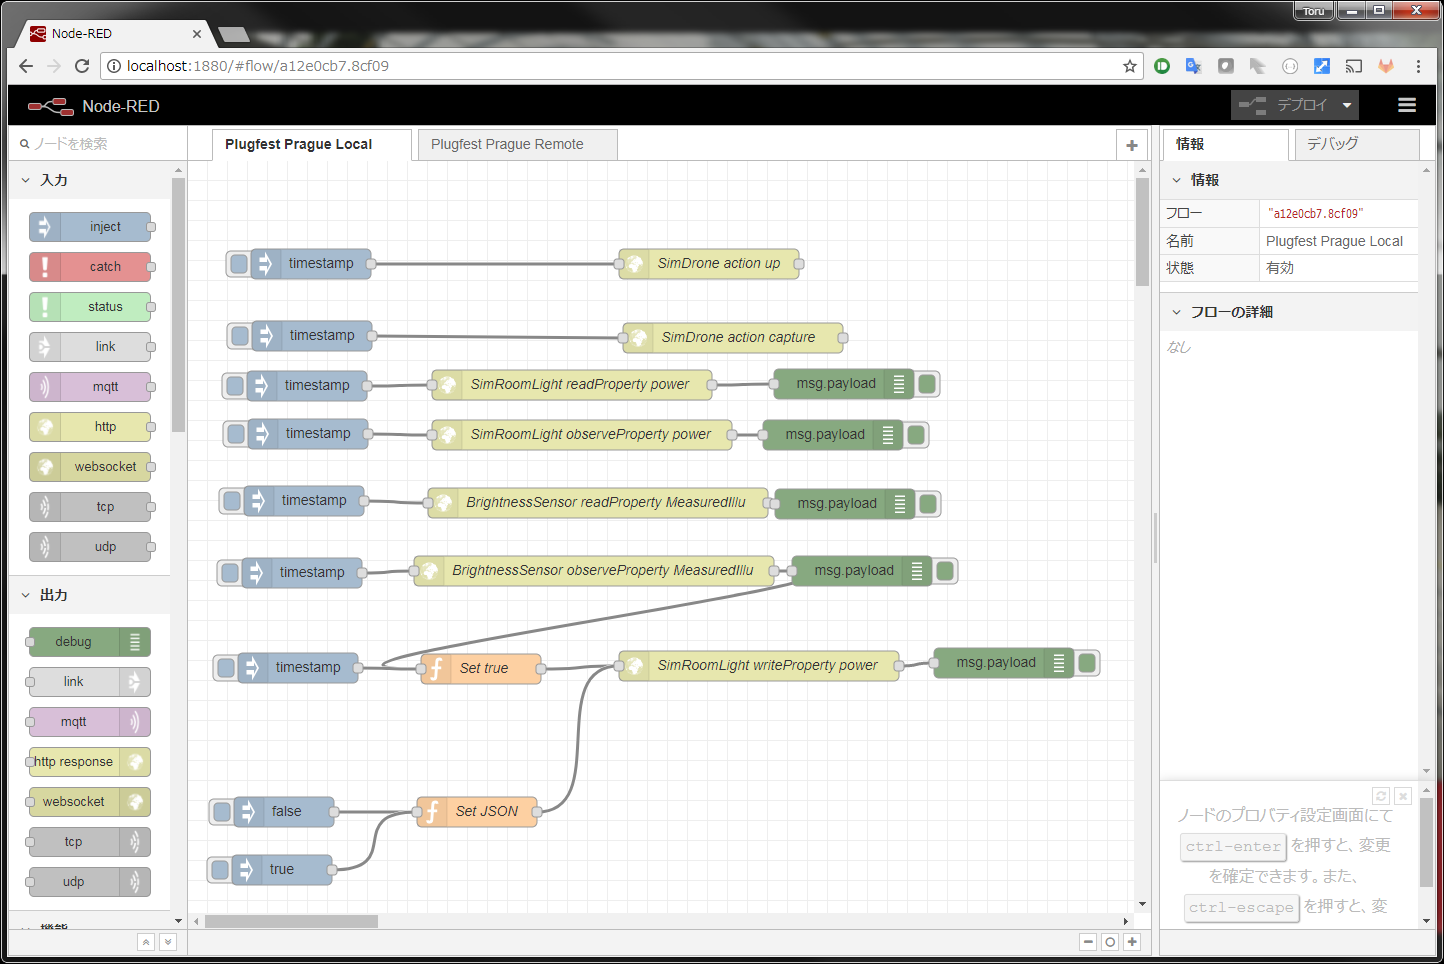 Toru
Node-RED
localhost:1880/#flow/a12e0cb7.8cf09
Node-RED
デプロイ
ノードを検索
入力
inject
catch
status
link
mqtt
http
websocket
tcp
udp
出力
debug
link
mqtt
http response
websocket
tcp
udp
機能
Plugfest Prague Local
Plugfest Prague Remote
timestamp
SimDrone action up
timestamp
SimDrone action capture
timestamp
SimRoomLight readProperty power
msg.payload
timestamp
SimRoomLight observeProperty power
msg.payload
timestamp
BrightnessSensor readProperty MeasuredIllu
msg.payload
timestamp
BrightnessSensor observeProperty MeasuredIllu
msg.payload
timestamp
Set true
SimRoomLight writeProperty power
msg.payload
false
Set JSON
true
情報
デバッグ
情報
フロー
"a12e0cb7.8cf09"
名前
Plugfest Prague Local
状態
有効
フローの詳細
なし
ノードのプロパティ設定画面にて
ctrl-enter を押すと、変更
を確定できます。また、
ctrl-escape を押すと、変